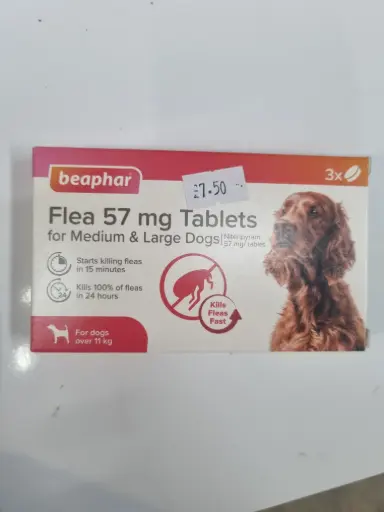 beaphar
£7.50
3x
Flea 57 mg Tablets
for Medium & Large Dogs
Nitenpyram
57 mg/tablet
Starts killing fleas
in 15 minutes
24
Kills 100% of fleas
in 24 hours
Kills
Fleas
Fast
For dogs
over 11 kg